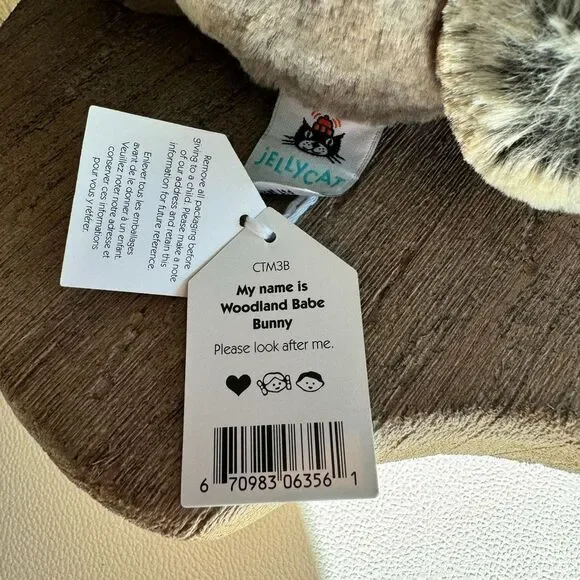 Remove all packaging before
giving to a child. Please make a note
of our address and retain this
information for future reference.
Enlever tous les emballages
avant de le donner à un enfant.
Veuillez noter notre adresse et
conserver ces informations
pour vous y référer.
JELLYCAT
CTM3B
My name is
Woodland Babe
Bunny
Please look after me.
6 70983 06356 1